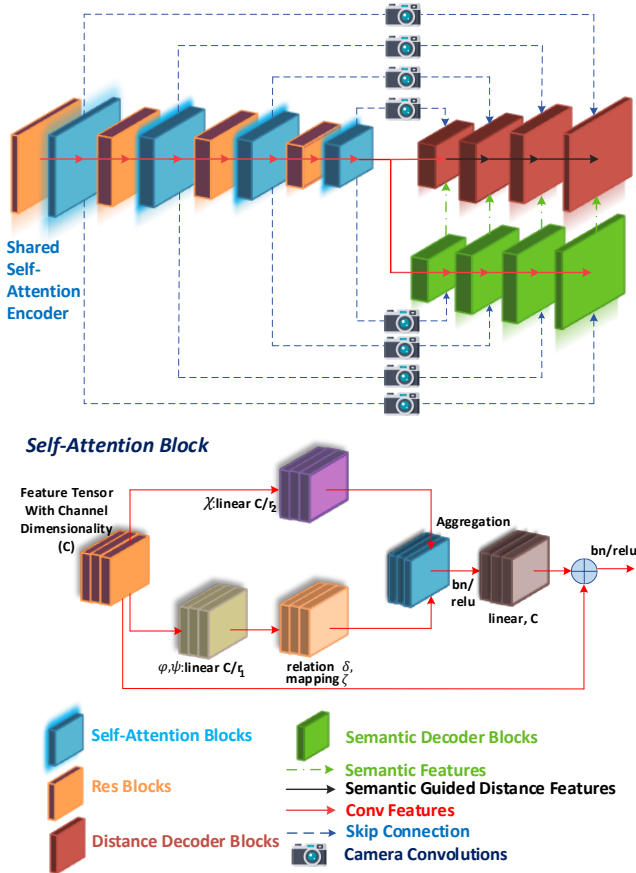 Shared
Self-
Attention
Encoder
Self-Attention Block
Feature Tensor
With Channel
Dimensionality
(C)
χ:linear C/r2
Aggregation
bn/relu
bn/
relu
linear, C
φ,ψ:linear C/r1
relation δ,
mapping ζ
Self-Attention Blocks
Res Blocks
Distance Decoder Blocks
Semantic Decoder Blocks
Semantic Features
Semantic Guided Distance Features
Conv Features
Skip Connection
Camera Convolutions